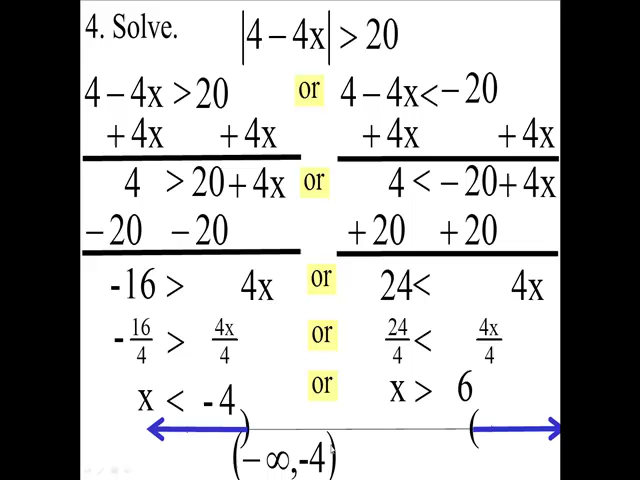 4. Solve. |4 − 4x| > 20
4 − 4x > 20 or 4 − 4x < − 20
+ 4x + 4x + 4x + 4x
4 > 20 + 4x or 4 < − 20 + 4x
− 20 − 20 + 20 + 20
-16 > 4x or 24 < 4x
- 16/4 > 4x/4 or 24/4 < 4x/4
x < - 4 or x > 6
) (
(− ∞, -4)